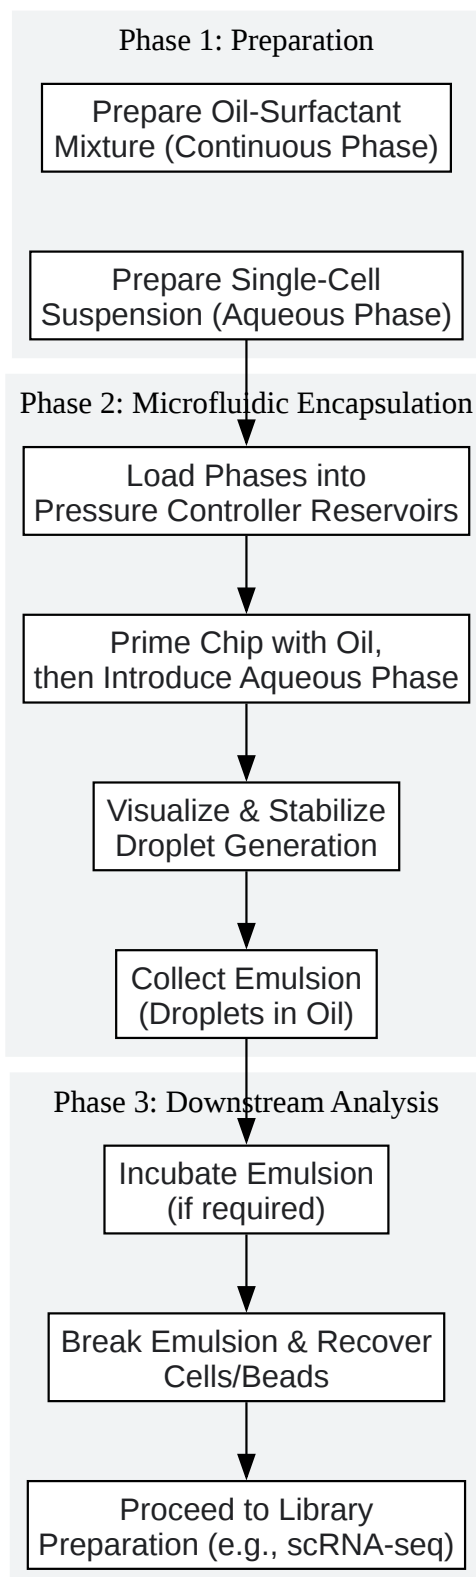 Phase 1: Preparation
Prepare Oil-Surfactant
Mixture (Continuous Phase)
Prepare Single-Cell
Suspension (Aqueous Phase)
Phase 2: Microfluidic Encapsulation
Load Phases into
Pressure Controller Reservoirs
Prime Chip with Oil,
then Introduce Aqueous Phase
Visualize & Stabilize
Droplet Generation
Collect Emulsion
(Droplets in Oil)
Phase 3: Downstream Analysis
Incubate Emulsion
(if required)
Break Emulsion & Recover
Cells/Beads
Proceed to Library
Preparation (e.g., scRNA-seq)